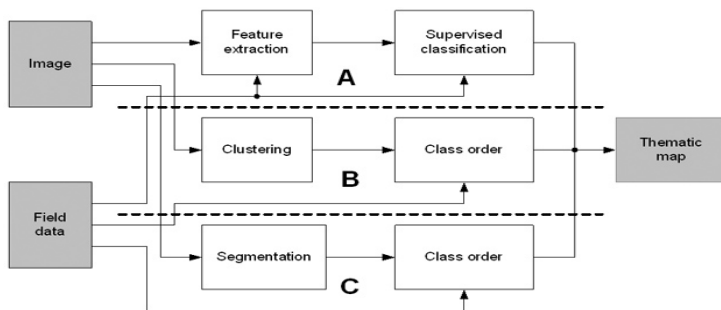 Image
Feature
extraction
Supervised
classification
A
Clustering
Class order
B
Thematic
map
Field
data
Segmentation
Class order
C